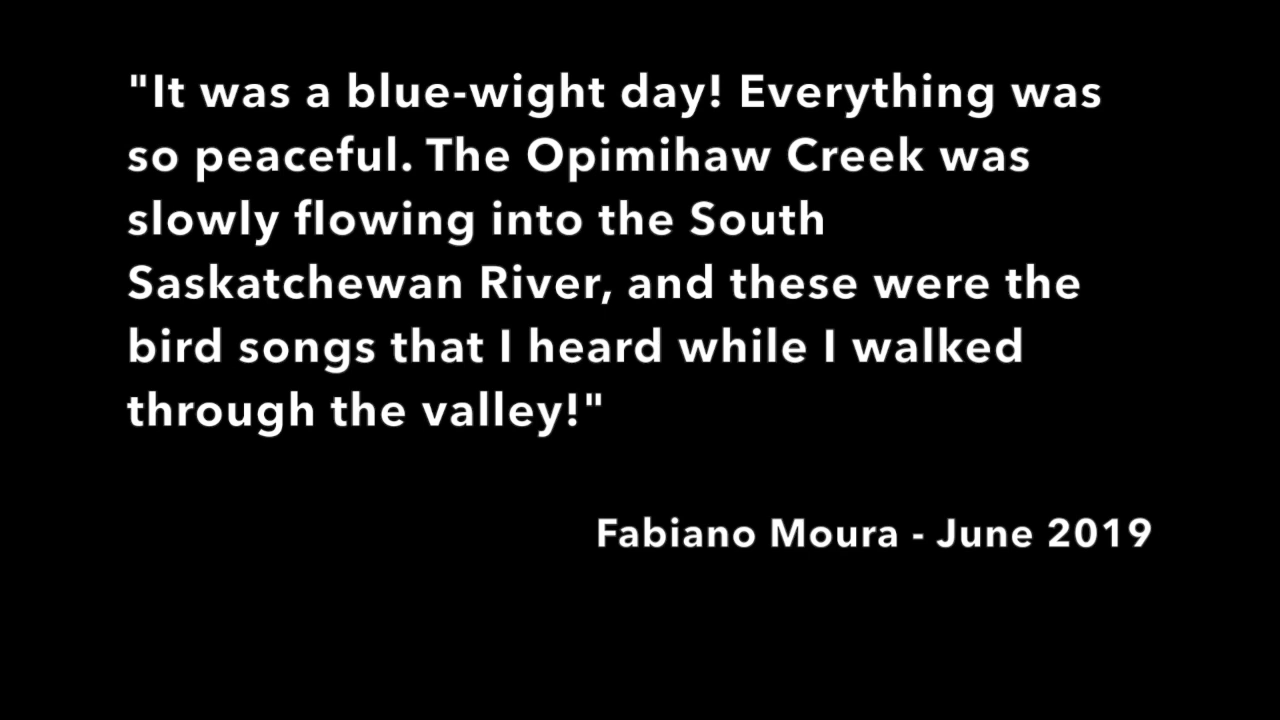 "It was a blue-wight day! Everything was
so peaceful. The Opimihaw Creek was
slowly flowing into the South
Saskatchewan River, and these were the
bird songs that I heard while I walked
through the valley!"
Fabiano Moura - June 2019